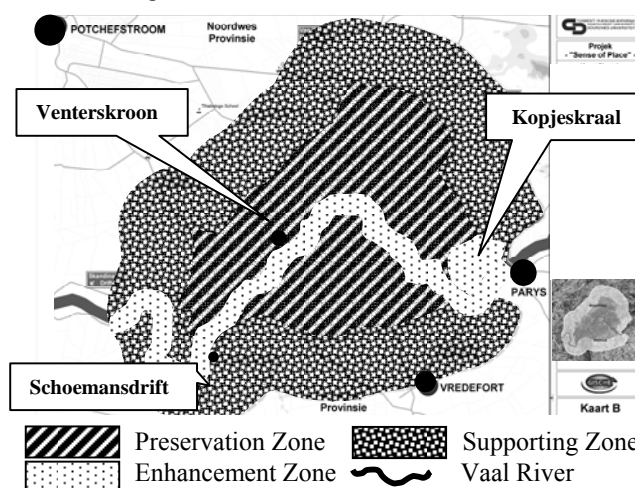 POTCHEFSTROOM
Noordwes
Provinsie
Projek
- "Sense of Place" -
Venterskroon
Kopjeskraal
PARYS
Schoemansdrift
VREDEFORT
Provinsie
Kaart B
Preservation Zone
Supporting Zone
Enhancement Zone
Vaal River